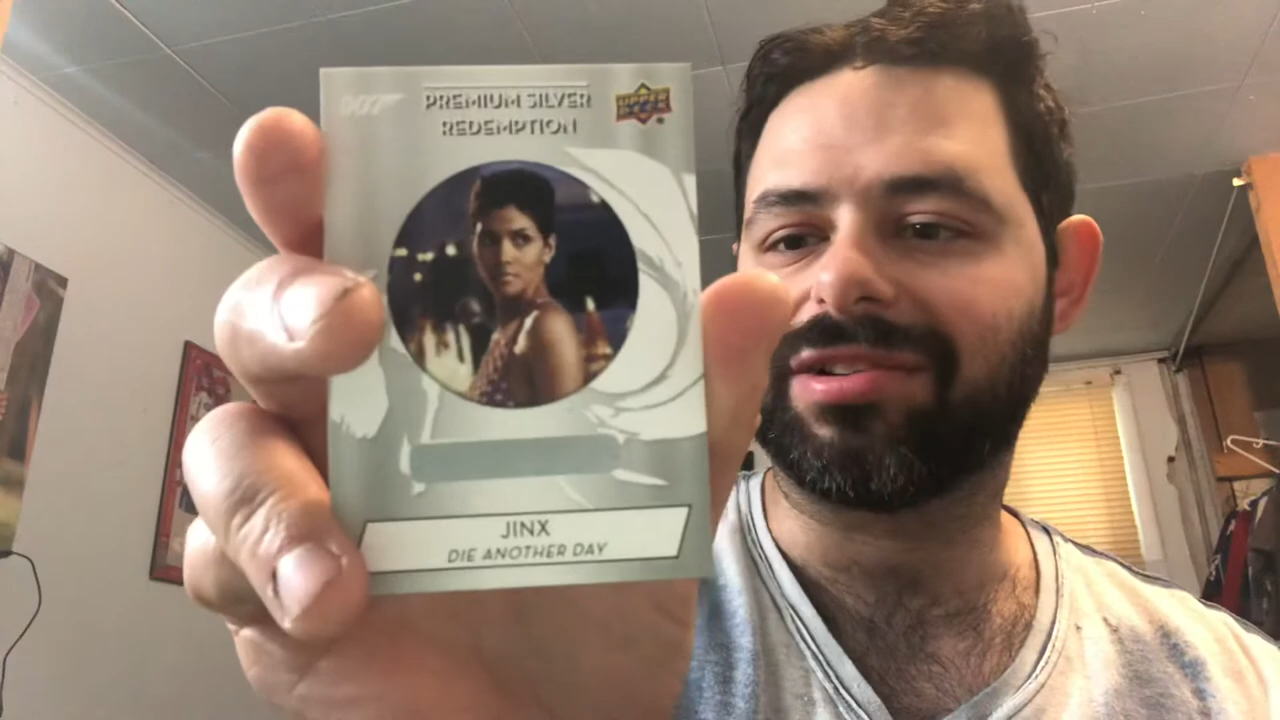 007
PREMIUM SILVER
REDEMPTION
UPPER
DECK
JINX
DIE ANOTHER DAY